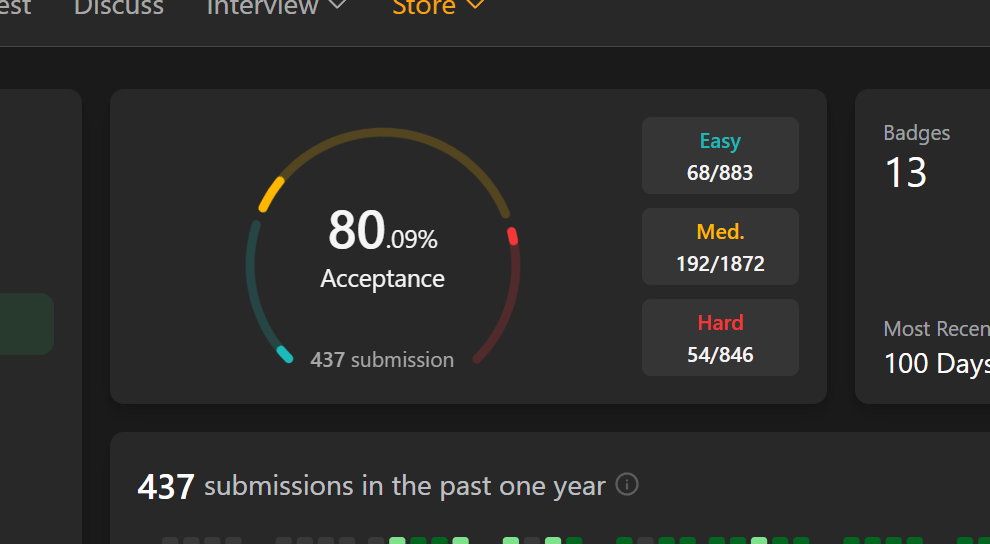 est Discuss Interview Store
80.09%
Acceptance
437 submission
Easy
68/883
Med.
192/1872
Hard
54/846
Badges
13
Most Recen
100 Days
437 submissions in the past one year